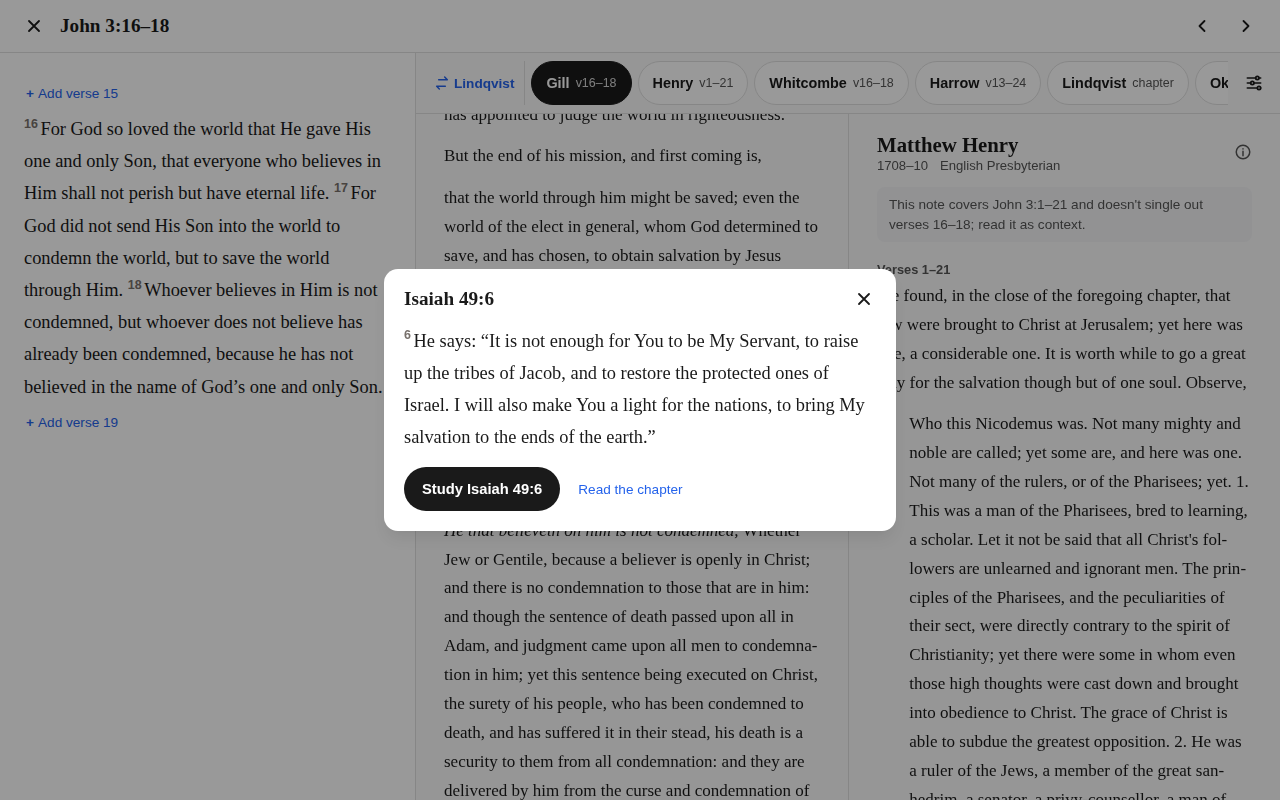 John 3:16–18
+ Add verse 15
16 For God so loved the world that He gave His
one and only Son, that everyone who believes in
Him shall not perish but have eternal life. 17 For
God did not send His Son into the world to
condemn the world, but to save the world
through Him. 18 Whoever believes in Him is not
condemned, but whoever does not believe has
already been condemned, because he has not
believed in the name of God’s one and only Son.
+ Add verse 19
Lindqvist
Gill v16–18
Henry v1–21
Whitcombe v16–18
Harrow v13–24
Lindqvist chapter
Ok
has appointed to judge the world in righteousness.
But the end of his mission, and first coming is,
that the world through him might be saved; even the
world of the elect in general, whom God determined to
save, and has chosen, to obtain salvation by Jesus
He that believeth on him is not condemned, Whether
Jew or Gentile, because a believer is openly in Christ;
and there is no condemnation to those that are in him:
and though the sentence of death passed upon all in
Adam, and judgment came upon all men to condemna-
tion in him; yet this sentence being executed on Christ,
the surety of his people, who has been condemned to
death, and has suffered it in their stead, his death is a
security to them from all condemnation: and they are
delivered by him from the curse and condemnation of
Matthew Henry
1708–10 English Presbyterian
This note covers John 3:1–21 and doesn't single out
verses 16–18; read it as context.
Verses 1–21
found, in the close of the foregoing chapter, that
were brought to Christ at Jerusalem; yet here was
a considerable one. It is worth while to go a great
for the salvation though but of one soul. Observe,
Who this Nicodemus was. Not many mighty and
noble are called; yet some are, and here was one.
Not many of the rulers, or of the Pharisees; yet. 1.
This was a man of the Pharisees, bred to learning,
a scholar. Let it not be said that all Christ's fol-
lowers are unlearned and ignorant men. The prin-
ciples of the Pharisees, and the peculiarities of
their sect, were directly contrary to the spirit of
Christianity; yet there were some in whom even
those high thoughts were cast down and brought
into obedience to Christ. The grace of Christ is
able to subdue the greatest opposition. 2. He was
a ruler of the Jews, a member of the great san-
hedrim, a senator, a privy-counsellor, a man of
Isaiah 49:6
6 He says: “It is not enough for You to be My Servant, to raise
up the tribes of Jacob, and to restore the protected ones of
Israel. I will also make You a light for the nations, to bring My
salvation to the ends of the earth.”
Study Isaiah 49:6
Read the chapter